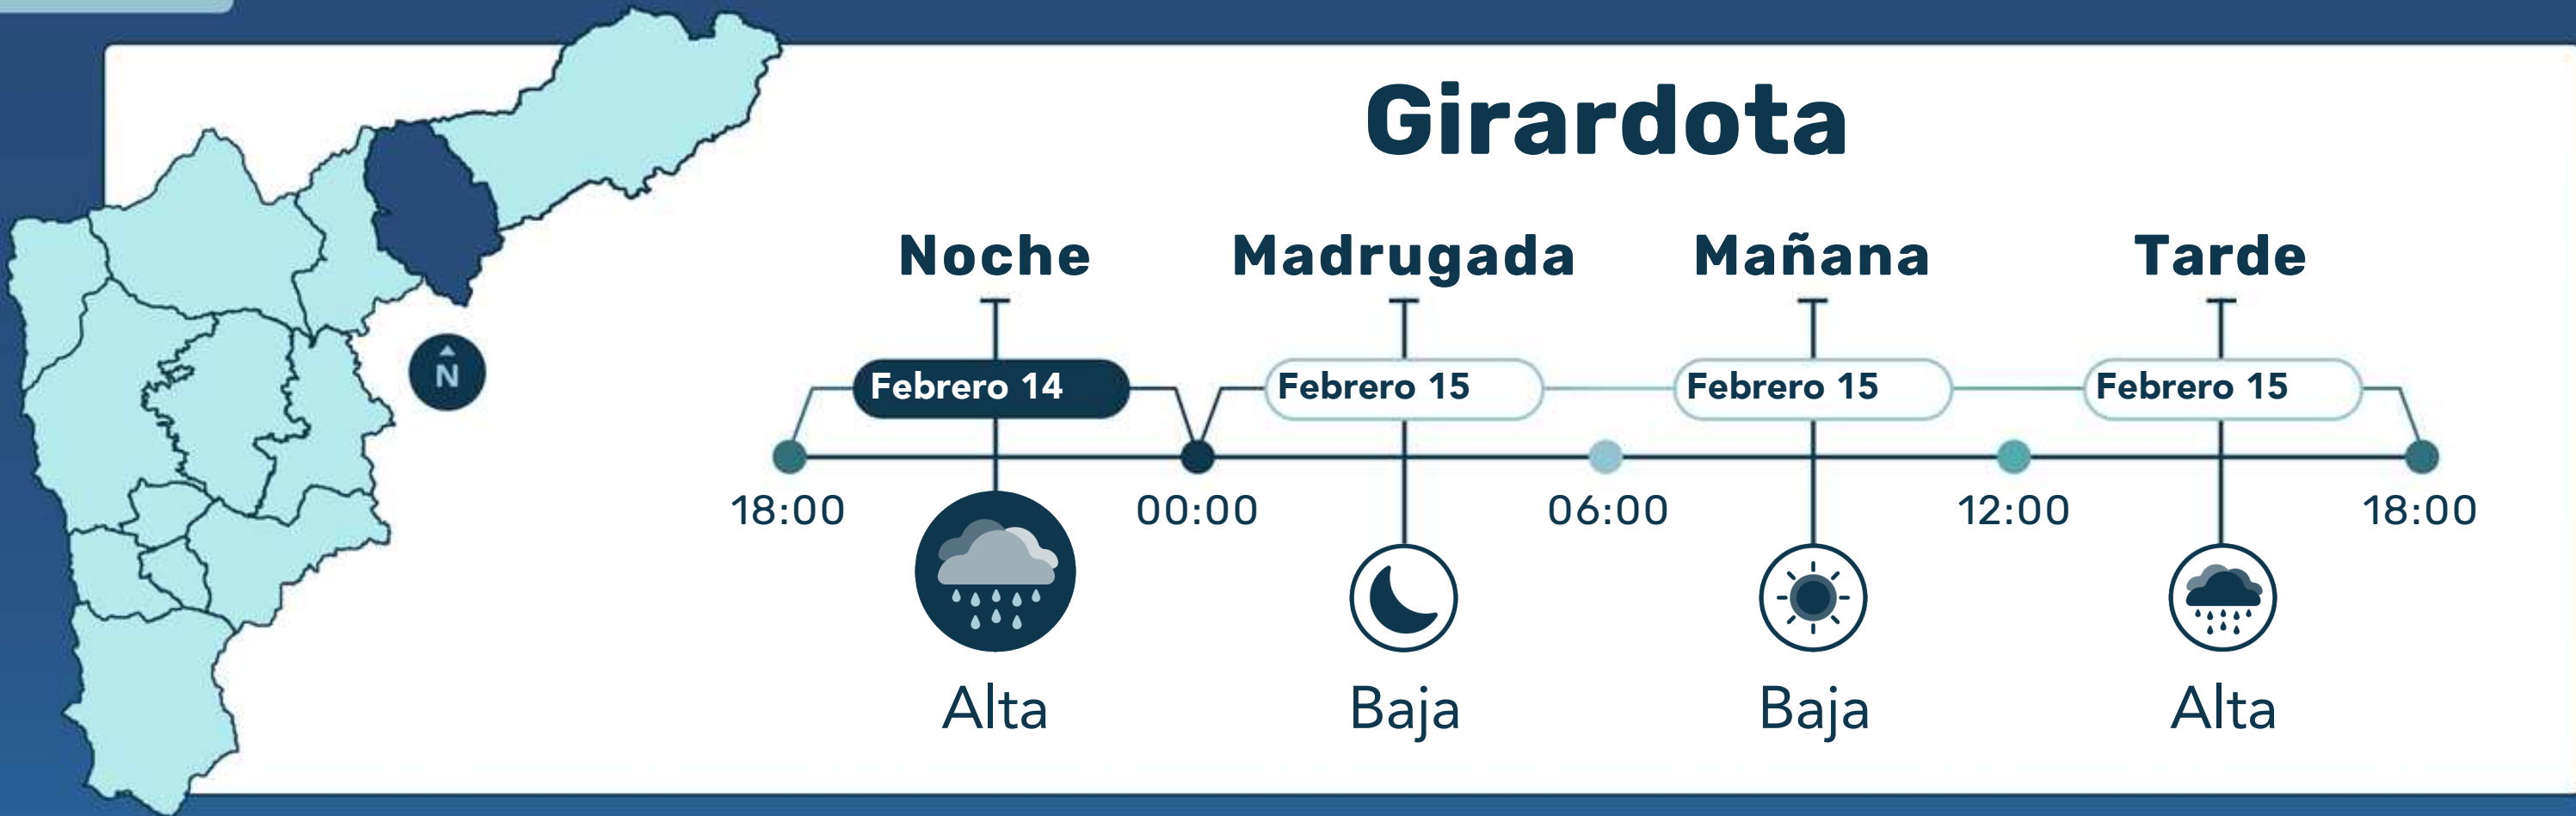 Girardota
Noche
Madrugada
Mañana
Tarde
N
Febrero 14
Febrero 15
Febrero 15
Febrero 15
18:00
00:00
06:00
12:00
18:00
Alta
Baja
Baja
Alta